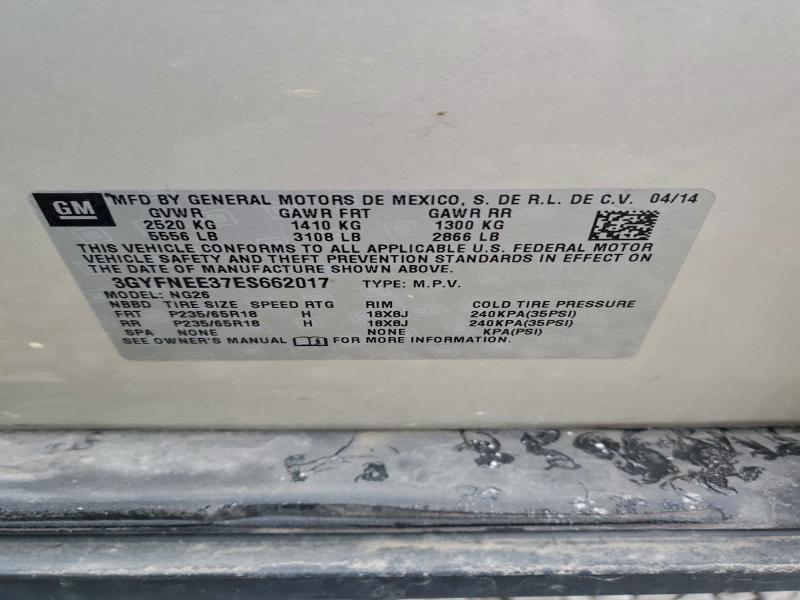 GM MFD BY GENERAL MOTORS DE MEXICO, S. DE R.L. DE C.V. 04/14
GVWR GAWR FRT GAWR RR
2520 KG 1410 KG 1300 KG
5556 LB 3108 LB 2866 LB
THIS VEHICLE CONFORMS TO ALL APPLICABLE U.S. FEDERAL MOTOR
VEHICLE SAFETY AND THEFT PREVENTION STANDARDS IN EFFECT ON
THE DATE OF MANUFACTURE SHOWN ABOVE.
3GYFNEE37ES662017 TYPE: M.P.V.
MODEL: NG26
NBBD TIRE SIZE SPEED RTG RIM COLD TIRE PRESSURE
FRT P235/65R18 H 18X8J 240KPA(35PSI)
RR P235/65R18 H 18X8J 240KPA(35PSI)
SPA NONE NONE KPA(PSI)
SEE OWNER'S MANUAL FOR MORE INFORMATION.